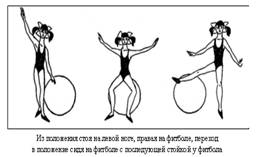 Из положения стоя на левой ноге, правая на фитболе, переход
в положение сидя на фитболе с последующей стойкой у фитбола